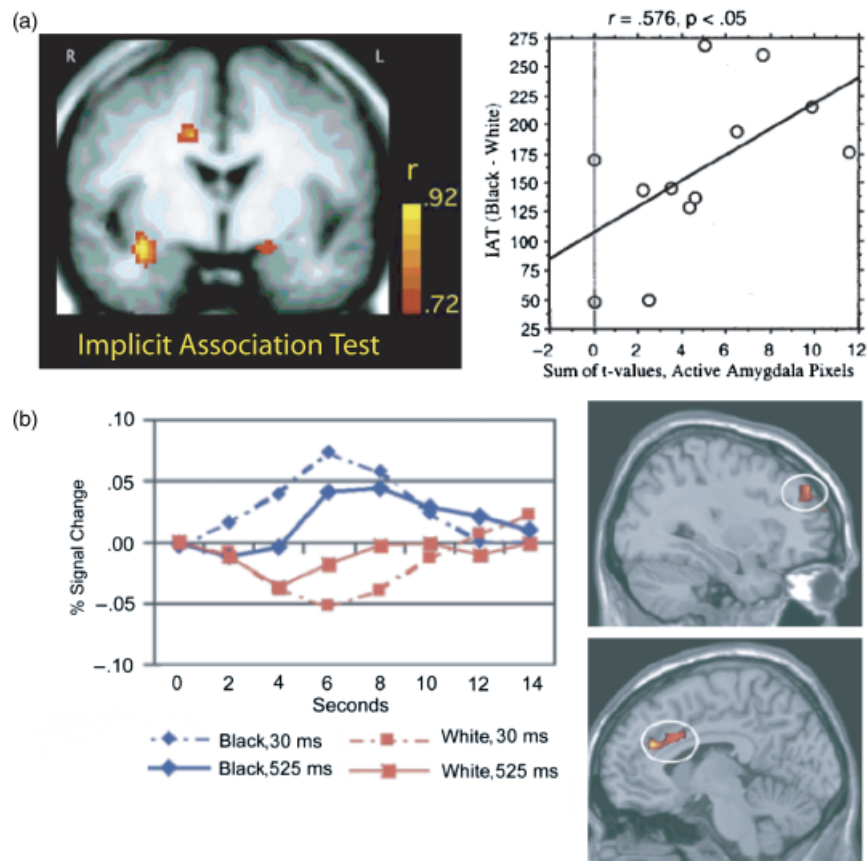 (a)
R
L
r
.92
.72
Implicit Association Test
r = .576, p < .05
IAT (Black - White)
275
250
225
200
175
150
125
100
75
50
25
-2 0 2 4 6 8 10 12
Sum of t-values, Active Amygdala Pixels
(b)
% Signal Change
.10
.05
.00
−.05
−.10
0 2 4 6 8 10 12 14
Seconds
Black,30 ms
White,30 ms
Black,525 ms
White,525 ms